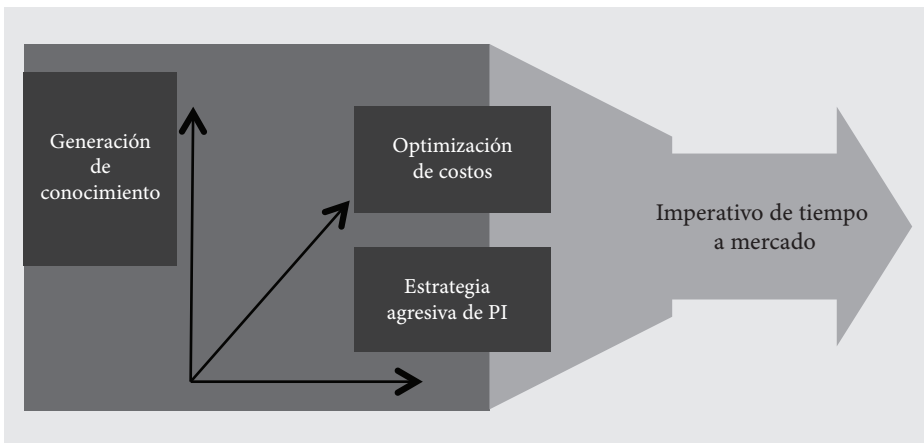 Generación
de
conocimiento
Optimización
de costos
Estrategia
agresiva de PI
Imperativo de tiempo
a mercado